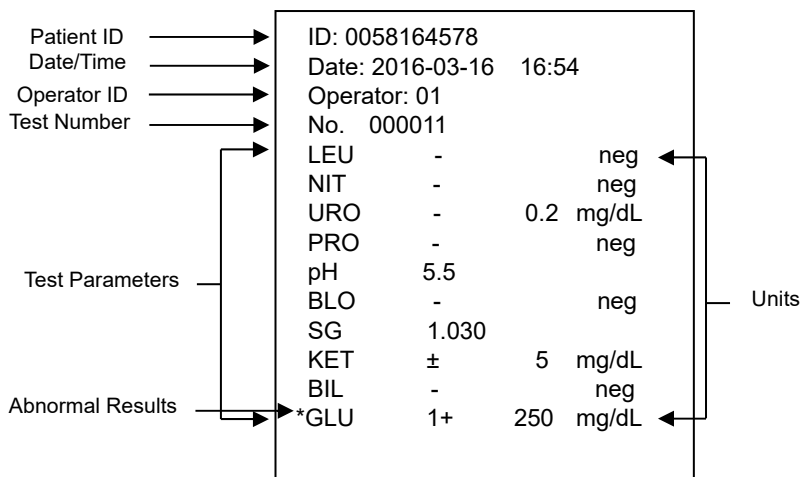 Patient ID ID: 0058164578
Date/Time Date: 2016-03-16 16:54
Operator ID Operator: 01
Test Number No. 000011
LEU - neg
NIT - neg
URO - 0.2 mg/dL
PRO - neg
Test Parameters pH 5.5
BLO - neg Units
SG 1.030
KET ± 5 mg/dL
BIL - neg
Abnormal Results *GLU 1+ 250 mg/dL